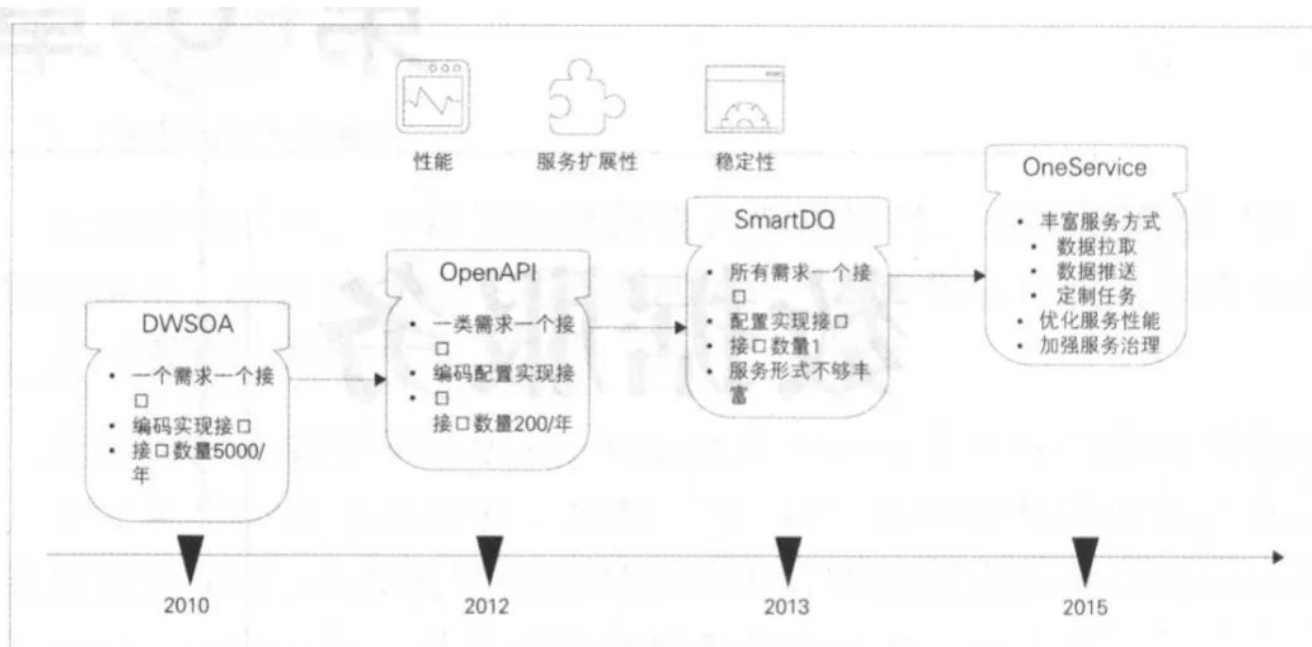 性能
服务扩展性
稳定性
DWSOA
• 一个需求一个接
口
• 编码实现接口
• 接口数量5000/
年
OpenAPI
• 一类需求一个接
口
• 编码配置实现接
• 口
接口数量200/年
SmartDQ
• 所有需求一个接
口
• 配置实现接口
• 接口数量1
• 服务形式不够丰
富
OneService
• 丰富服务方式
• 数据拉取
• 数据推送
• 定制任务
• 优化服务性能
• 加强服务治理
2010
2012
2013
2015